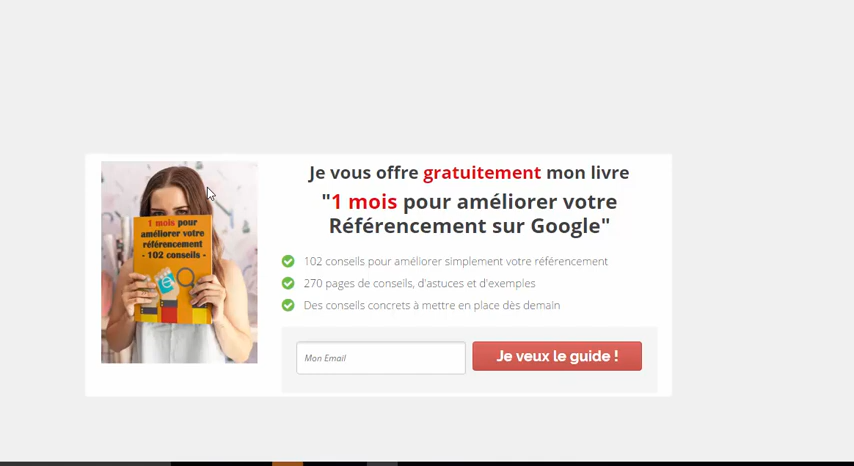 Je vous offre gratuitement mon livre
"1 mois pour améliorer votre
Référencement sur Google"
1 mois pour
améliorer votre
référencement
- 102 conseils -
102 conseils pour améliorer simplement votre référencement
270 pages de conseils, d'astuces et d'exemples
Des conseils concrets à mettre en place dès demain
Mon Email
Je veux le guide !